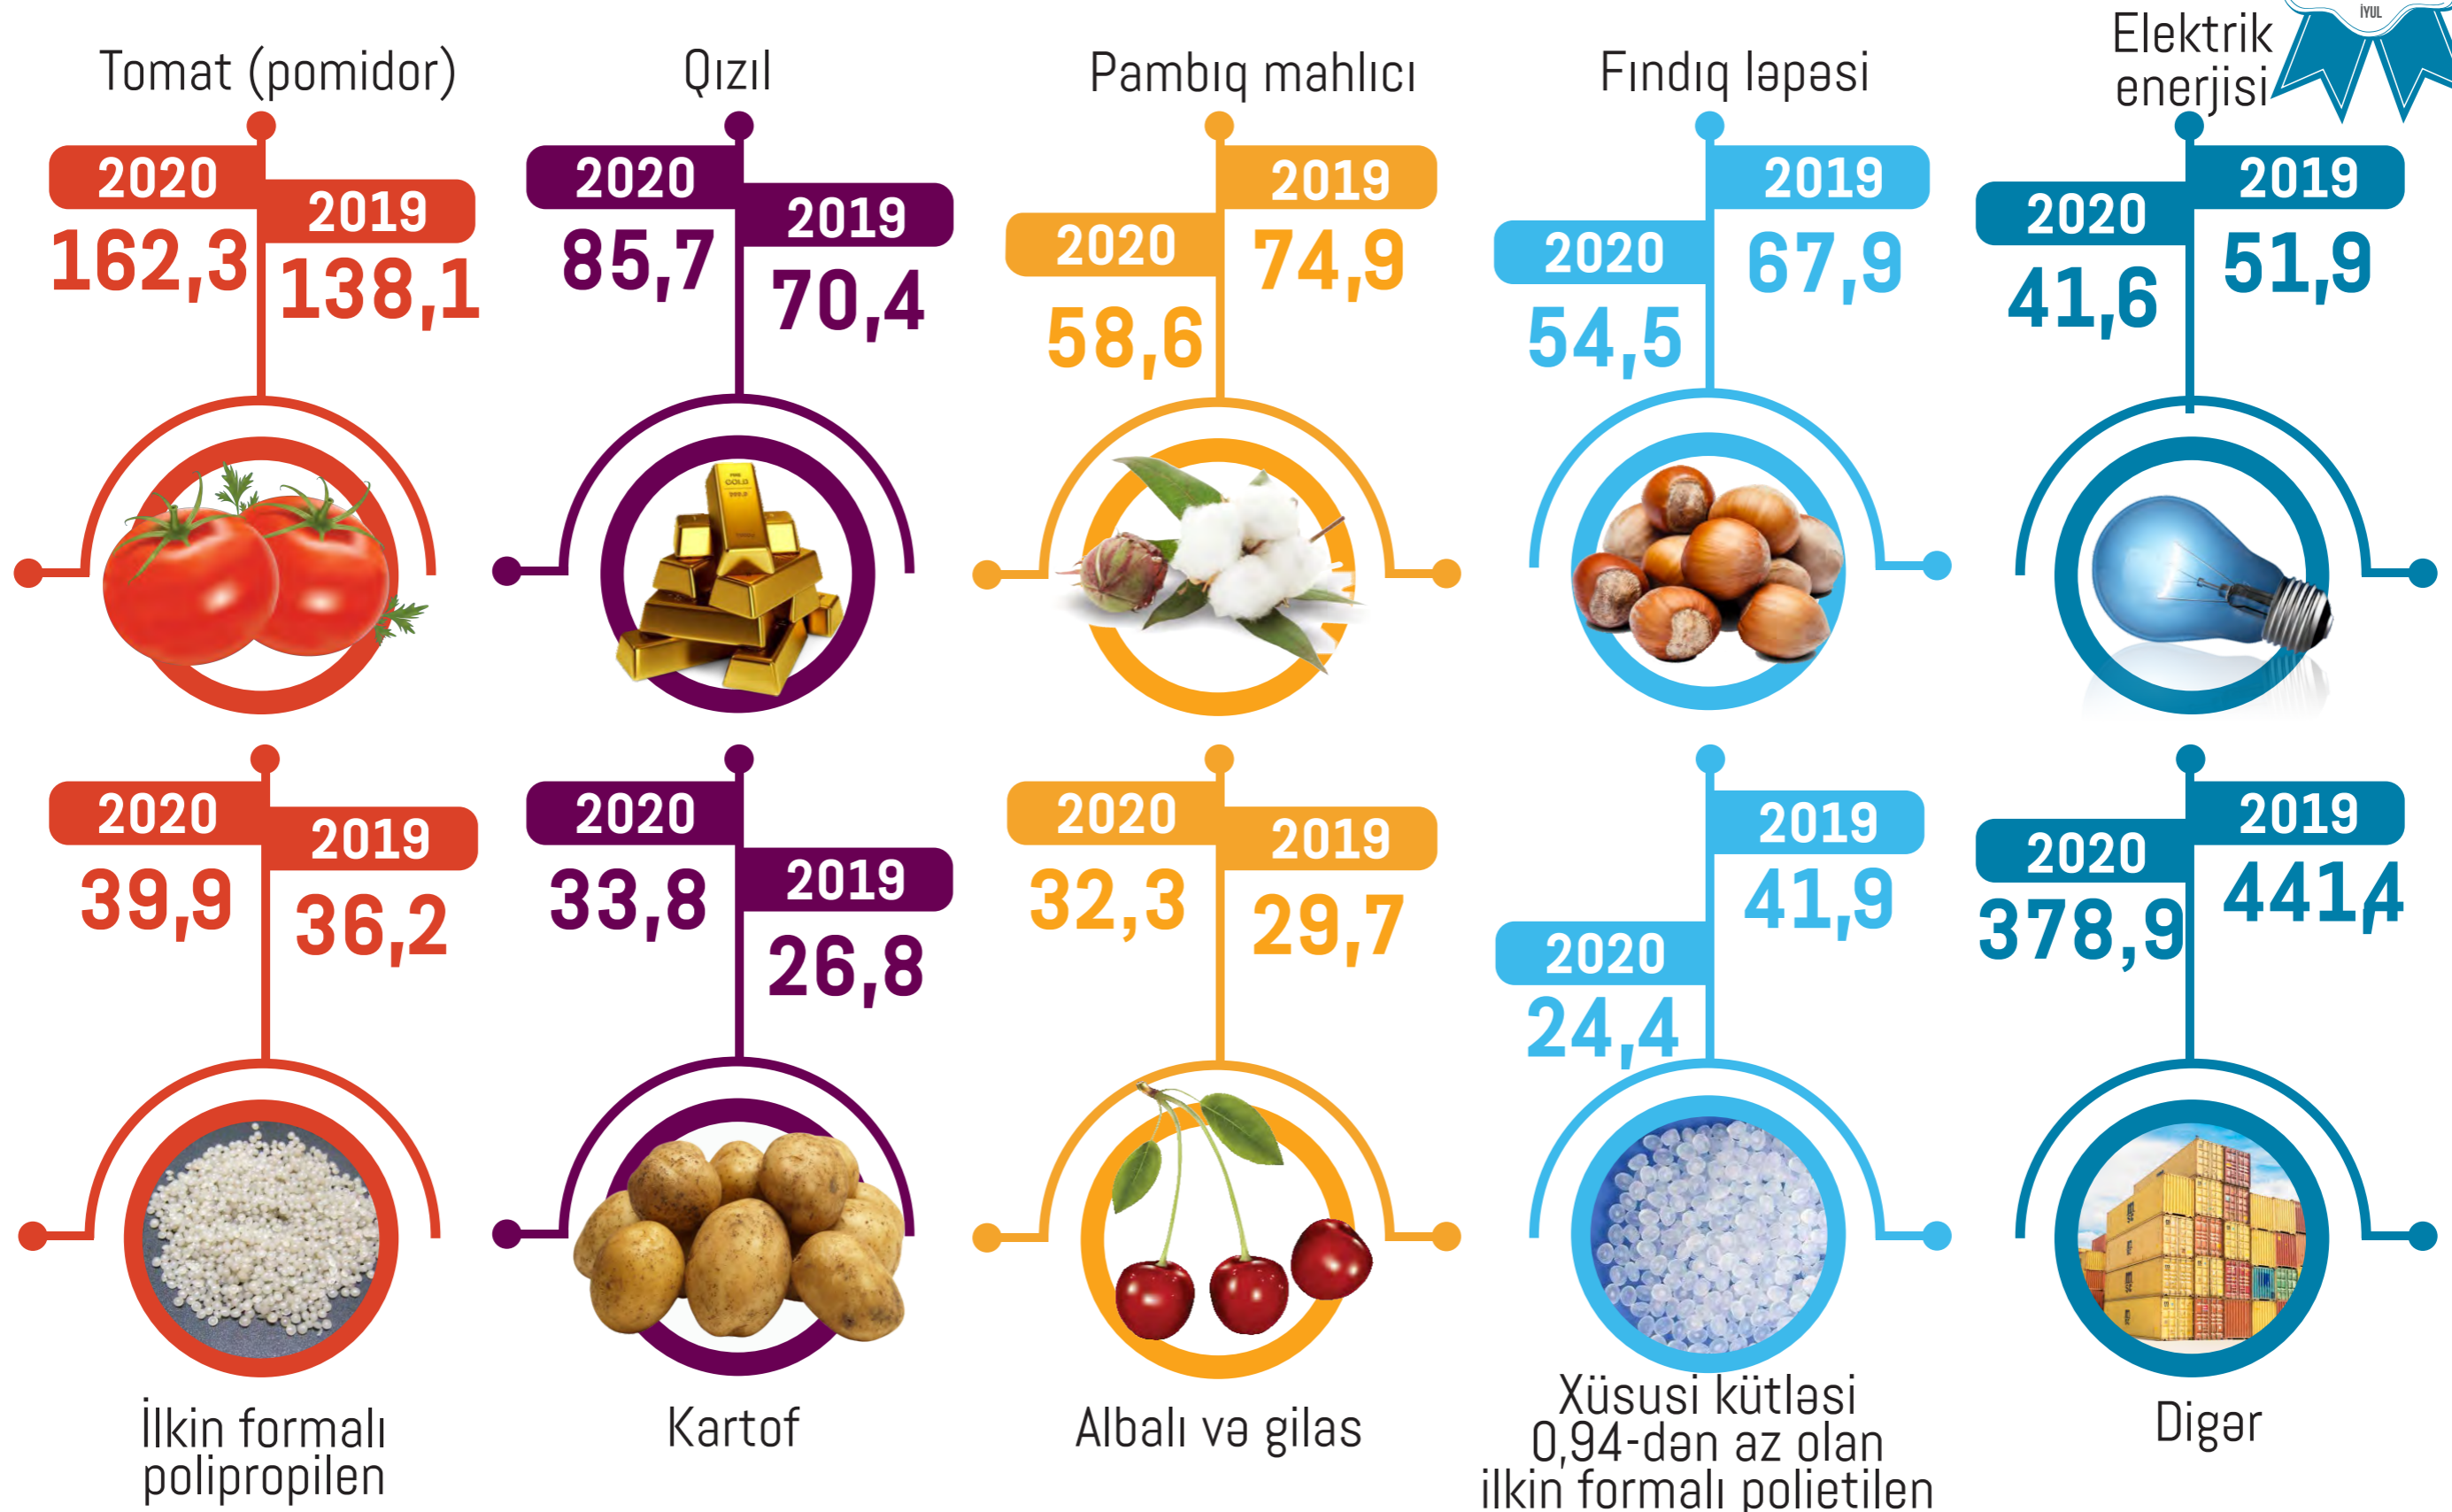 İYUL
Tomat (pomidor)
2020
2019
162,3
138,1
Qızıl
2020
2019
85,7
70,4
Pambıq mahlıcı
2019
2020
74,9
58,6
Fındıq ləpəsi
2019
2020
67,9
54,5
Elektrik
enerjisi
2019
2020
51,9
41,6
FINE
GOLD
999.9
2020
2019
39,9
36,2
İlkin formalı
polipropilen
2020
2019
33,8
26,8
Kartof
2020
2019
32,3
29,7
Albalı və gilas
2019
41,9
2020
24,4
Xüsusi kütləsi
0,94-dən az olan
ilkin formalı polietilen
2019
2020
441,4
378,9
Digər